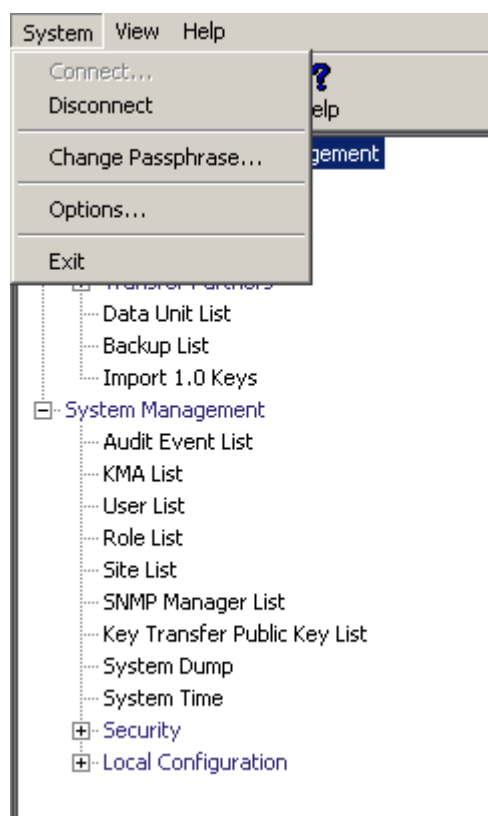 System View Help
Connect...
Disconnect
elp
Change Passphrase...
gement
Options...
Exit
Transfer Partners
Data Unit List
Backup List
Import 1.0 Keys
System Management
Audit Event List
KMA List
User List
Role List
Site List
SNMP Manager List
Key Transfer Public Key List
System Dump
System Time
Security
Local Configuration